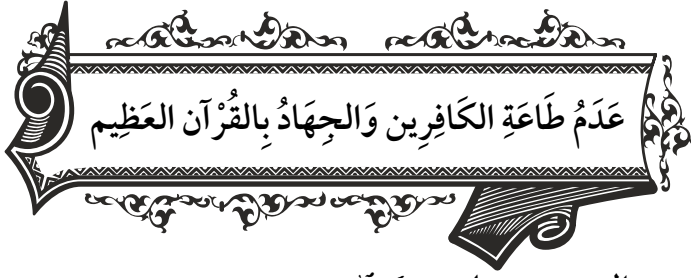 عَدَمُ طَاعَةِ الكَافِرِين وَالجِهَادُ بِالقُرْآن العَظِيم